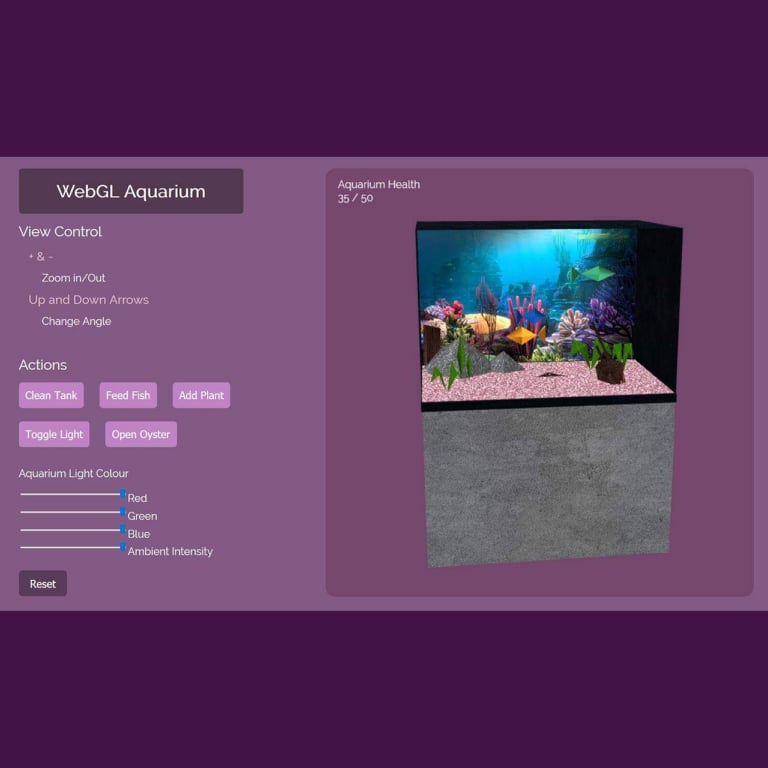 WebGL Aquarium
View Control
+ & -
Zoom in/Out
Up and Down Arrows
Change Angle
Actions
Clean Tank
Feed Fish
Add Plant
Toggle Light
Open Oyster
Aquarium Light Colour
Red
Green
Blue
Ambient Intensity
Reset
Aquarium Health
35 / 50